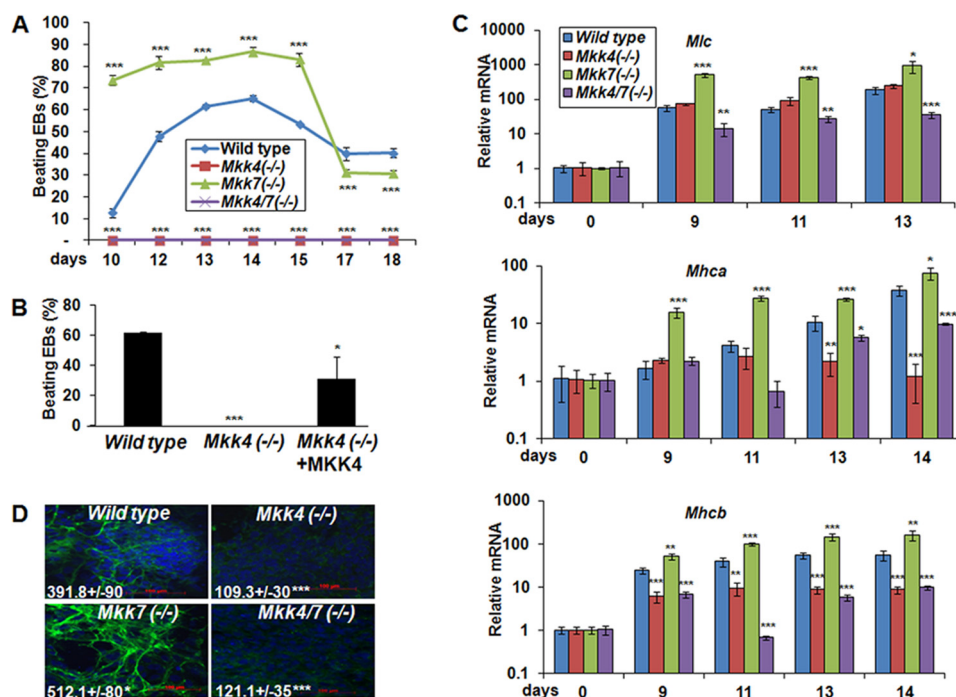 A
Beating EBs (%)
100
90
80
70
60
50
40
30
20
10
-
*** *** *** *** ***
*** ***
*** *** *** *** *** *** ***
Wild type
Mkk4(-/-)
Mkk7(-/-)
Mkk4/7(-/-)
days 10 12 13 14 15 17 18
B
Beating EBs (%)
80
60
40
20
0
***
*
Wild type Mkk4 (-/-) Mkk4 (-/-)
+MKK4
C
Wild type
Mkk4(-/-)
Mkk7(-/-)
Mkk4/7(-/-)
Mlc
Relative mRNA
10000
1000
100
10
1
0.1
*** ** *** ** * ***
days 0 9 11 13
Mhca
Relative mRNA
100
10
1
0.1
*** *** ** *** * *** * ***
days 0 9 11 13 14
Mhcb
Relative mRNA
1000
100
10
1
0.1
*** ** *** ** *** *** *** *** *** *** ** ***
days 0 9 11 13 14
D
Wild type
391.8+/-90
Mkk4 (-/-)
109.3+/-30***
Mkk7 (-/-)
512.1+/-80*
Mkk4/7 (-/-)
121.1+/-35***